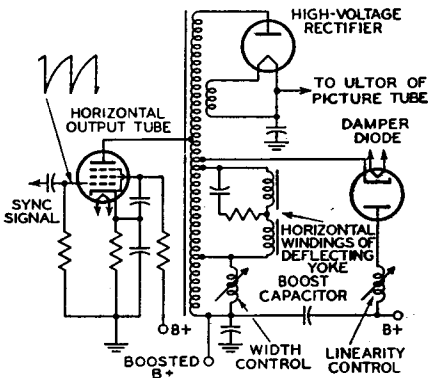 HIGH-VOLTAGE
RECTIFIER
TO ULTOR OF
PICTURE TUBE
HORIZONTAL
OUTPUT TUBE
DAMPER
DIODE
SYNC
SIGNAL
HORIZONTAL
WINDINGS OF
DEFLECTING
YOKE
BOOST
CAPACITOR
B+
B+
BOOSTED
B+
WIDTH
CONTROL
LINEARITY
CONTROL